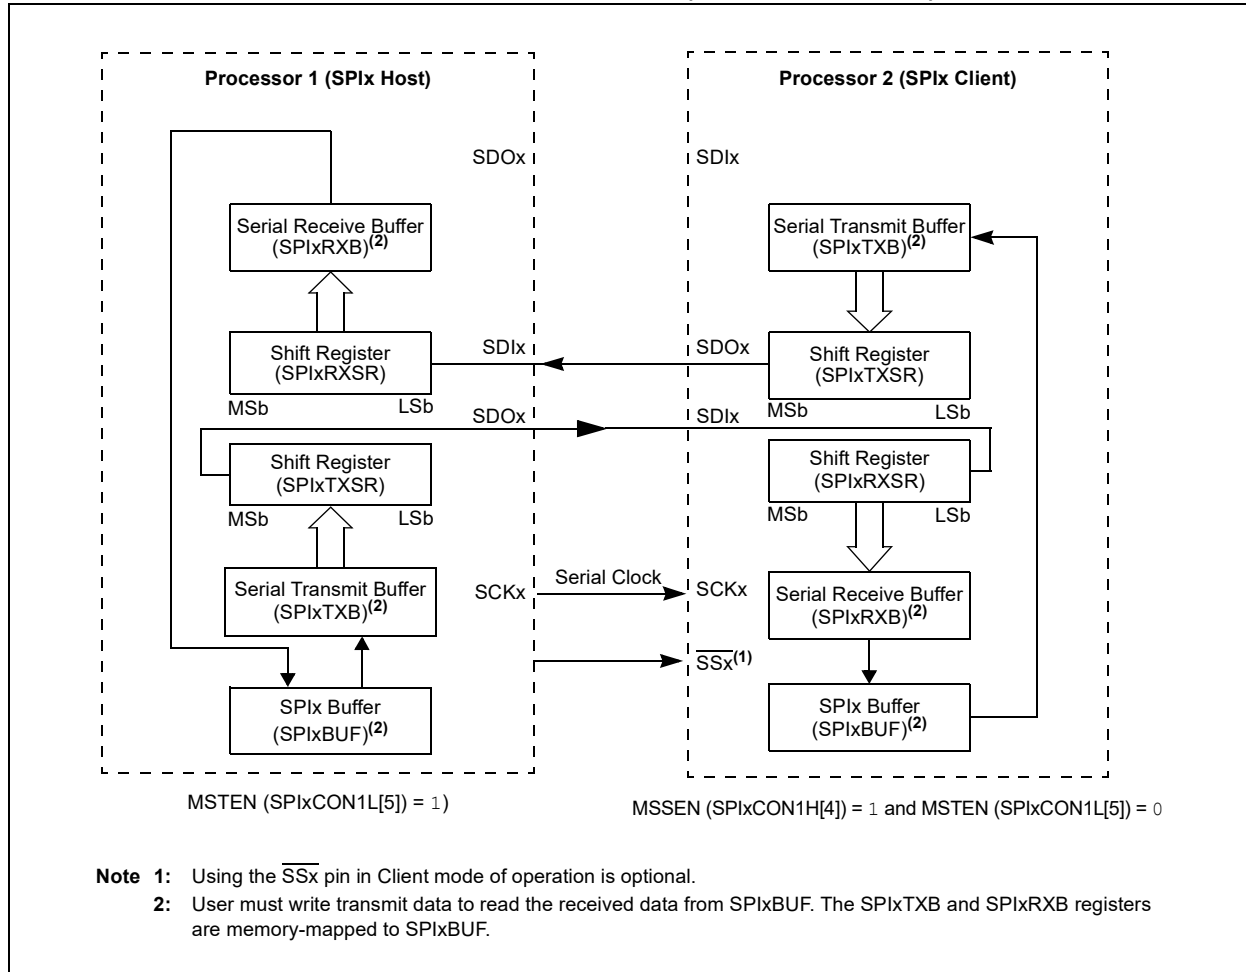 Processor 1 (SPIx Host)
Processor 2 (SPIx Client)
SDOx
SDIx
Serial Receive Buffer
(SPIxRXB)(2)
Serial Transmit Buffer
(SPIxTXB)(2)
Shift Register
(SPIxRXSR)
MSb
LSb
SDIx
SDOx
Shift Register
(SPIxTXSR)
MSb
LSb
SDOx
SDIx
Shift Register
(SPIxTXSR)
MSb
LSb
Shift Register
(SPIxRXSR)
MSb
LSb
Serial Transmit Buffer
(SPIxTXB)(2)
SCKx
Serial Clock
SCKx
Serial Receive Buffer
(SPIxRXB)(2)
SSx(1)
SPIx Buffer
(SPIxBUF)(2)
SPIx Buffer
(SPIxBUF)(2)
MSTEN (SPIxCON1L[5]) = 1)
MSSEN (SPIxCON1H[4]) = 1 and MSTEN (SPIxCON1L[5]) = 0
Note 1: Using the SSx pin in Client mode of operation is optional.
2: User must write transmit data to read the received data from SPIxBUF. The SPIxTXB and SPIxRXB registers
are memory-mapped to SPIxBUF.